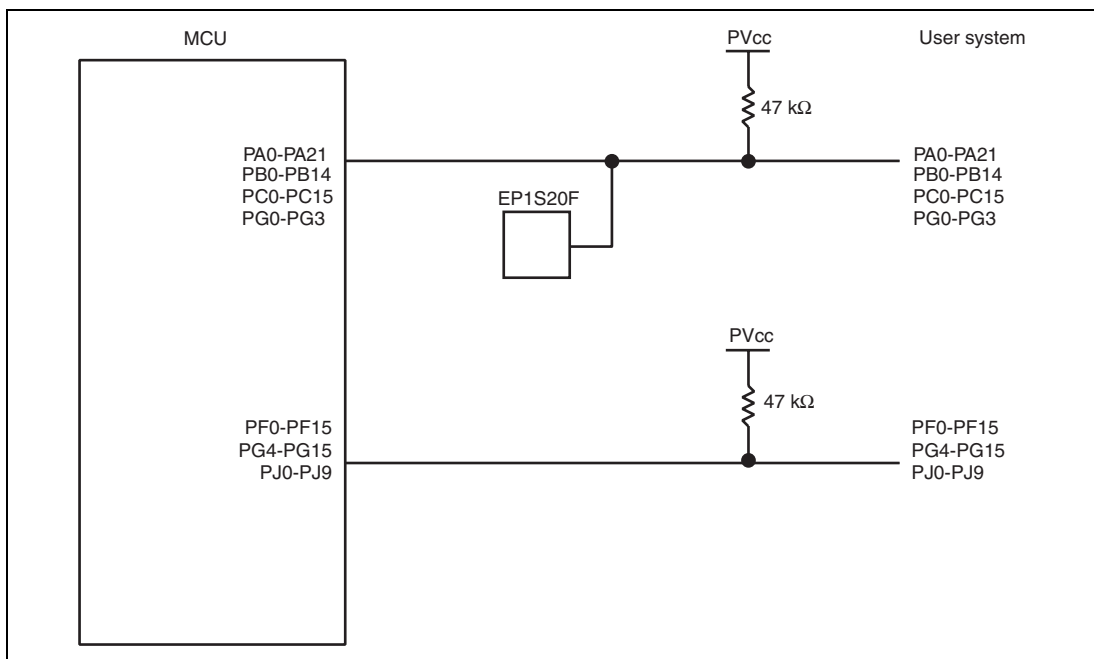 MCU
PVcc
User system
47 kΩ
PA0-PA21
PB0-PB14
PC0-PC15
PG0-PG3
EP1S20F
PA0-PA21
PB0-PB14
PC0-PC15
PG0-PG3
PVcc
47 kΩ
PF0-PF15
PG4-PG15
PJ0-PJ9
PF0-PF15
PG4-PG15
PJ0-PJ9